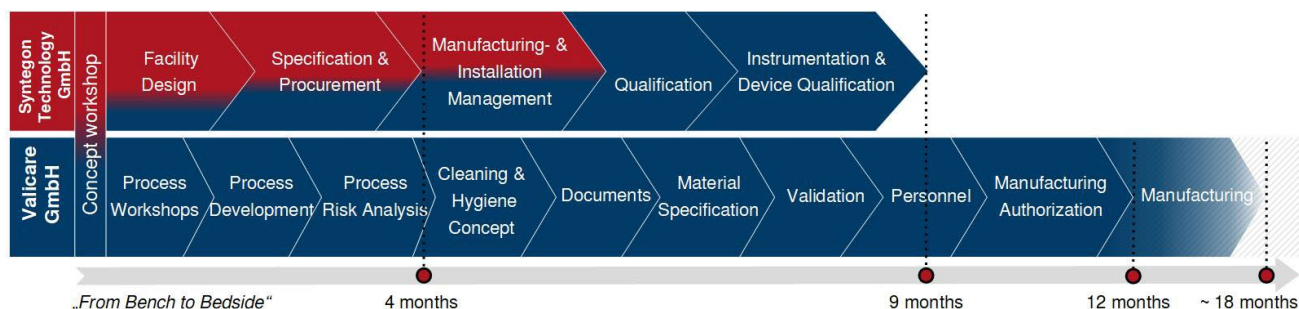 Syntegon
Technology
GmbH
Concept workshop
Facility
Design
Specification &
Procurement
Manufacturing- &
Installation
Management
Qualification
Instrumentation &
Device Qualification
Valicare
GmbH
Process
Workshops
Process
Development
Process
Risk Analysis
Cleaning &
Hygiene
Concept
Documents
Material
Specification
Validation
Personnel
Manufacturing
Authorization
Manufacturing
„From Bench to Bedside“
4 months
9 months
12 months
~ 18 months